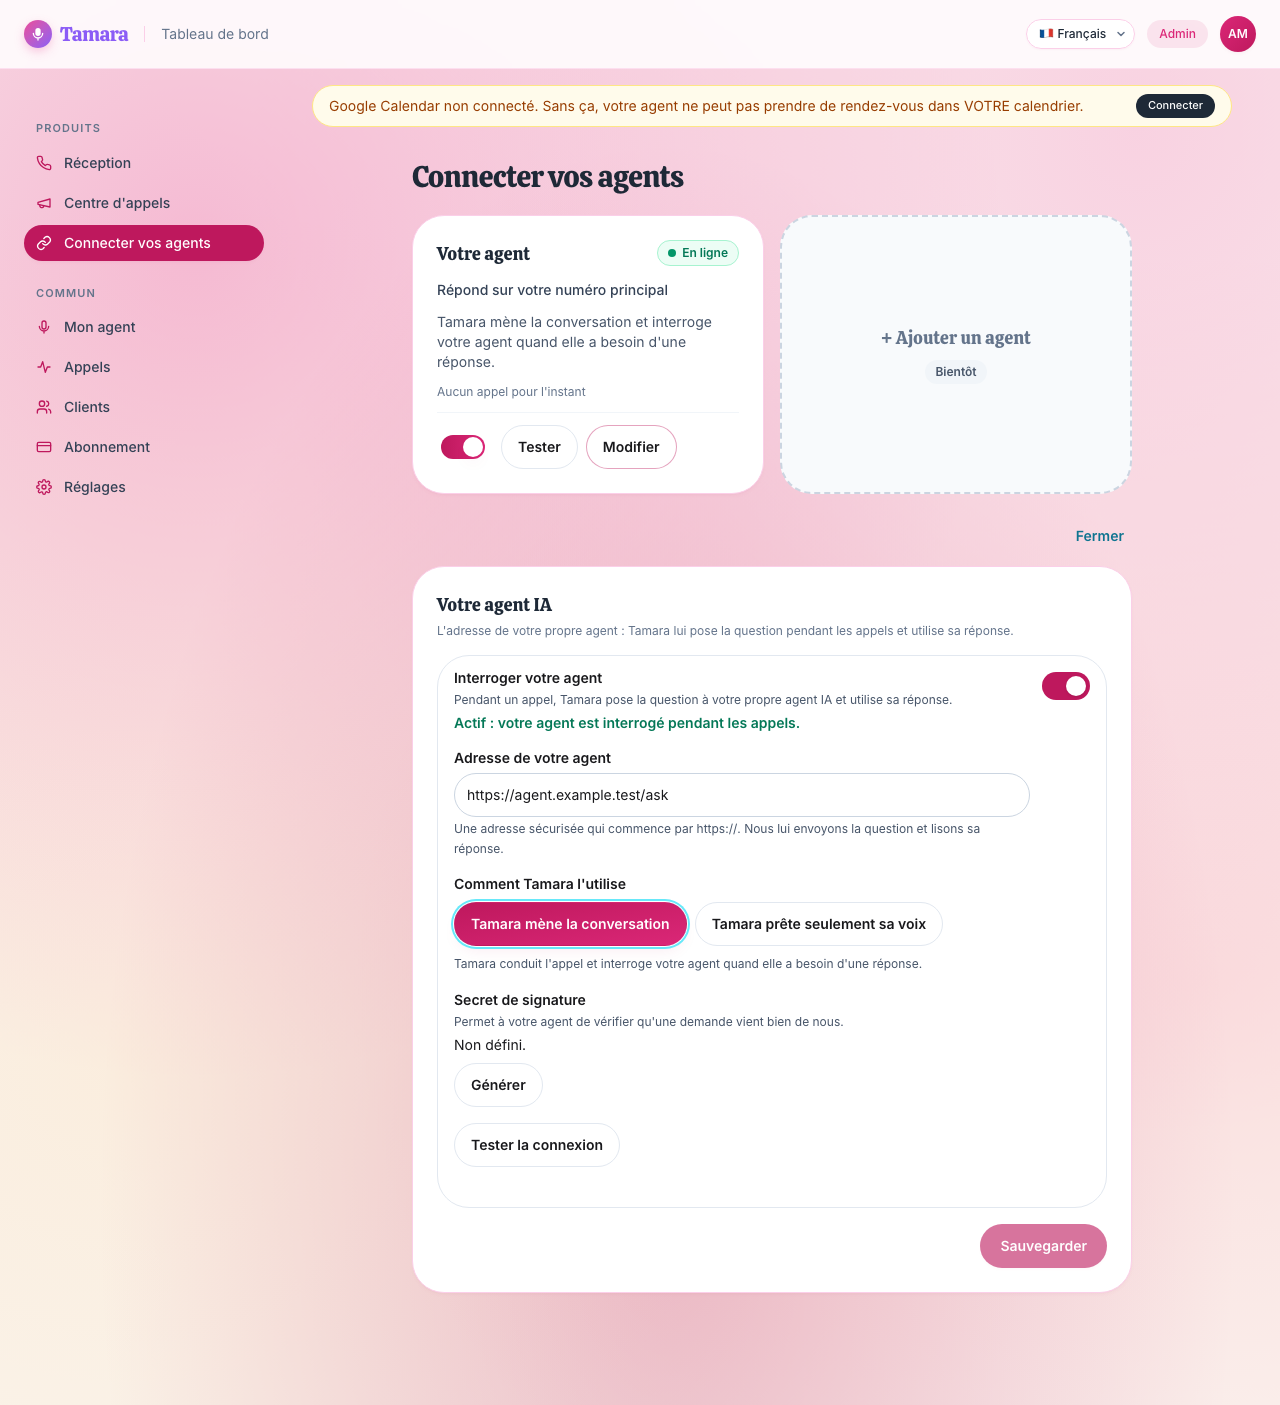 Tamara
Tableau de bord
Français
Admin
AM
Google Calendar non connecté. Sans ça, votre agent ne peut pas prendre de rendez-vous dans VOTRE calendrier.
Connecter
PRODUITS
Réception
Centre d'appels
Connecter vos agents
COMMUN
Mon agent
Appels
Clients
Abonnement
Réglages
Connecter vos agents
Votre agent
En ligne
Répond sur votre numéro principal
Tamara mène la conversation et interroge
votre agent quand elle a besoin d'une
réponse.
Aucun appel pour l'instant
Tester
Modifier
+ Ajouter un agent
Bientôt
Fermer
Votre agent IA
L'adresse de votre propre agent : Tamara lui pose la question pendant les appels et utilise sa réponse.
Interroger votre agent
Pendant un appel, Tamara pose la question à votre propre agent IA et utilise sa réponse.
Actif : votre agent est interrogé pendant les appels.
Adresse de votre agent
https://agent.example.test/ask
Une adresse sécurisée qui commence par https://. Nous lui envoyons la question et lisons sa
réponse.
Comment Tamara l'utilise
Tamara mène la conversation
Tamara prête seulement sa voix
Tamara conduit l'appel et interroge votre agent quand elle a besoin d'une réponse.
Secret de signature
Permet à votre agent de vérifier qu'une demande vient bien de nous.
Non défini.
Générer
Tester la connexion
Sauvegarder